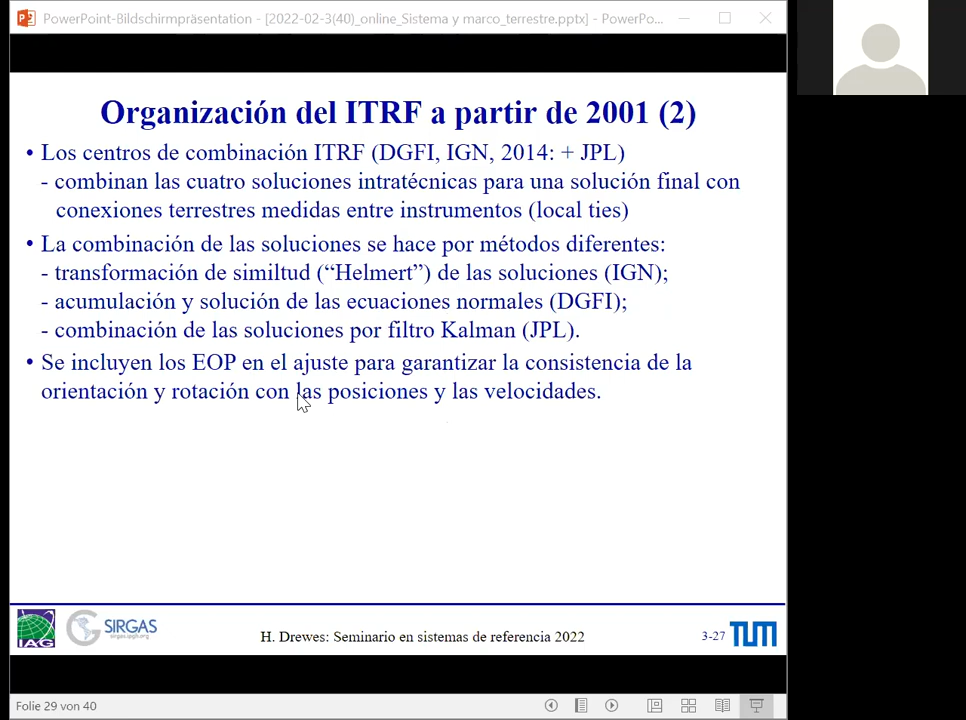 PowerPoint-Bildschirmpräsentation - [2022-02-3(40)_online_Sistema y marco_terrestre.pptx] - PowerPo...
Organización del ITRF a partir de 2001 (2)
• Los centros de combinación ITRF (DGFI, IGN, 2014: + JPL)
- combinan las cuatro soluciones intratécnicas para una solución final con
conexiones terrestres medidas entre instrumentos (local ties)
• La combinación de las soluciones se hace por métodos diferentes:
- transformación de similtud (“Helmert”) de las soluciones (IGN);
- acumulación y solución de las ecuaciones normales (DGFI);
- combinación de las soluciones por filtro Kalman (JPL).
• Se incluyen los EOP en el ajuste para garantizar la consistencia de la
orientación y rotación con las posiciones y las velocidades.
IAG
SIRGAS
sirgas.ipgh.org
H. Drewes: Seminario en sistemas de referencia 2022
3-27
TUM
Folie 29 von 40